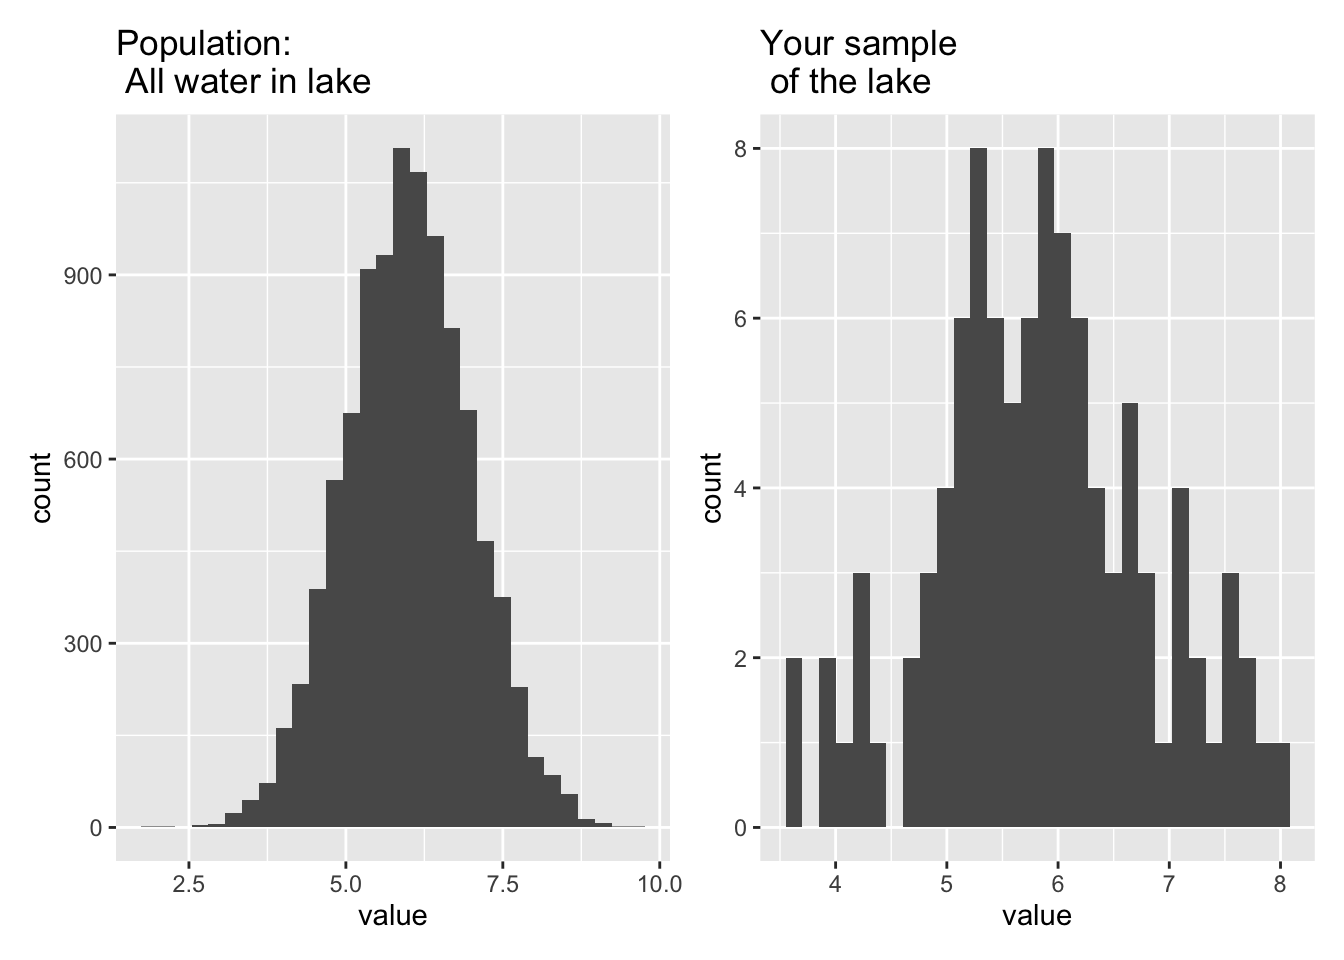 Population:
All water in lake
count
900
600
300
0
2.5 5.0 7.5 10.0
value
Your sample
of the lake
count
8
6
4
2
0
4 5 6 7 8
value